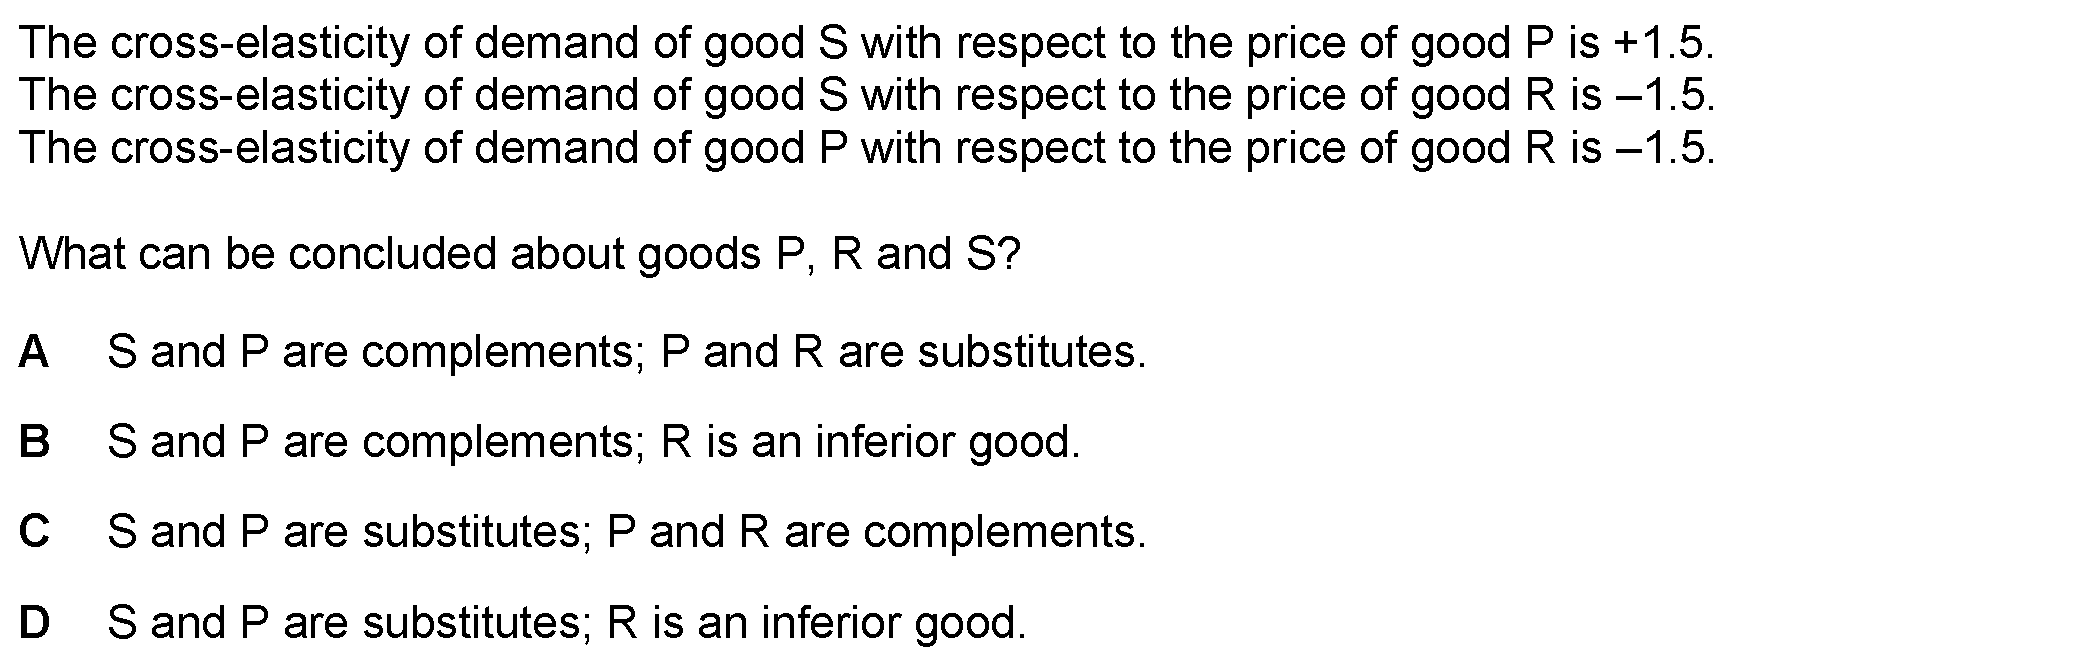 The cross-elasticity of demand of good S with respect to the price of good P is +1.5.
The cross-elasticity of demand of good S with respect to the price of good R is –1.5.
The cross-elasticity of demand of good P with respect to the price of good R is –1.5.
What can be concluded about goods P, R and S?
A S and P are complements; P and R are substitutes.
B S and P are complements; R is an inferior good.
C S and P are substitutes; P and R are complements.
D S and P are substitutes; R is an inferior good.